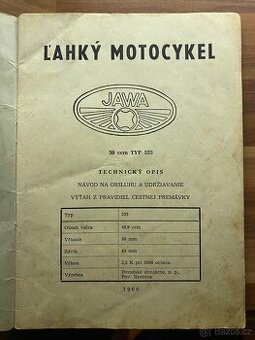 ĽAHKÝ MOTOCYKEL
JAWA
50 ccm TYP 555
TECHNICKÝ OPIS
NÁVOD NA OBSLUHU A UDRŽIAVANIE
VÝŤAH Z PRAVIDIEL CESTNEJ PREMÁVKY
Typ 555
Obsah valca 49,8 ccm
Vŕtanie 38 mm
Zdvih 44 mm
Výkon k pri 5500 ot/min.
Výrobca Považské strojárne, n. p., Pov. Bystrica
1960
bazos.cz